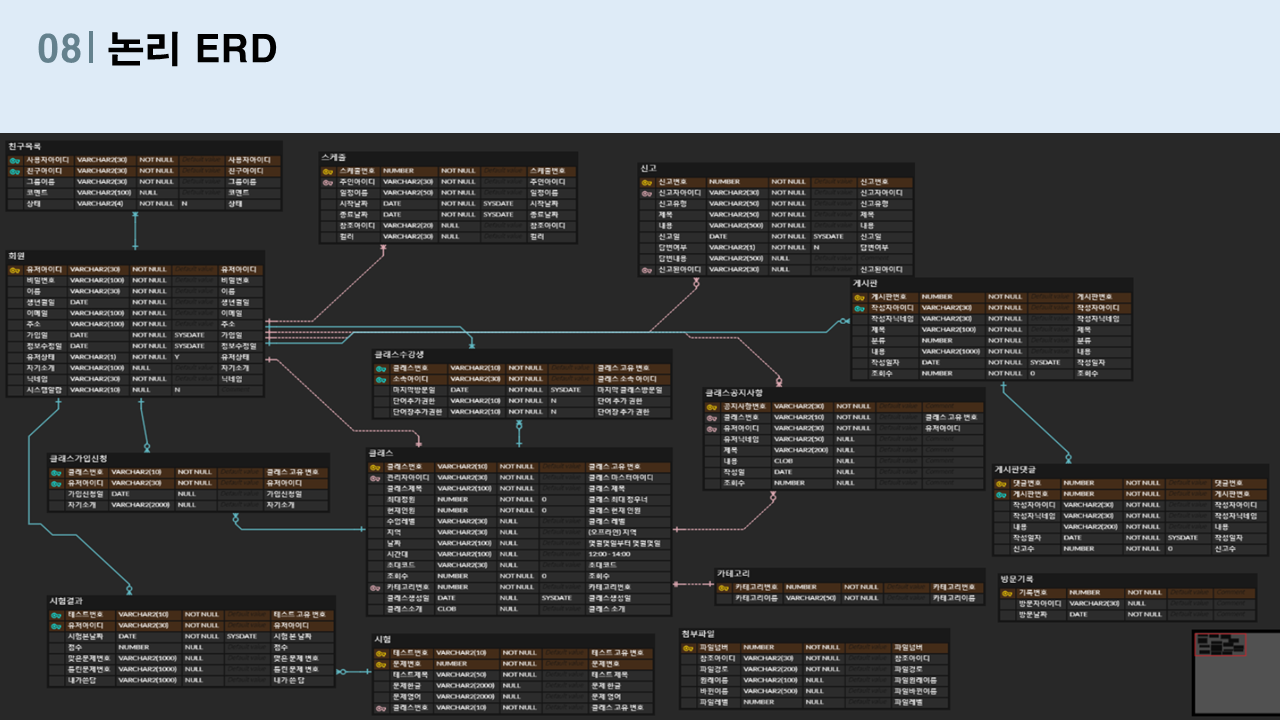 08| 논리 ERD
친구목록
사용자아이디 VARCHAR2(30) NOT NULL 사용자아이디
친구아이디 VARCHAR2(30) NOT NULL 친구아이디
그룹이름 VARCHAR2(30) NOT NULL 그룹이름
코멘트 VARCHAR2(100) NULL 코멘트
상태 VARCHAR2(4) NOT NULL N 상태
스케줄
스케줄번호 NUMBER NOT NULL 스케줄번호
주인아이디 VARCHAR2(30) NOT NULL 주인아이디
일정이름 VARCHAR2(50) NOT NULL 일정이름
시작날짜 DATE NOT NULL SYSDATE 시작날짜
종료날짜 DATE NOT NULL SYSDATE 종료날짜
참조아이디 VARCHAR2(20) NULL 참조아이디
컬러 VARCHAR2(30) NULL 컬러
신고
신고번호 NUMBER NOT NULL 신고번호
신고자아이디 VARCHAR2(30) NOT NULL 신고자아이디
신고유형 VARCHAR2(50) NOT NULL 신고유형
제목 VARCHAR2(50) NOT NULL 제목
내용 VARCHAR2(500) NOT NULL 내용
신고일 DATE NOT NULL SYSDATE 신고일
답변여부 VARCHAR2(1) NOT NULL N 답변여부
답변내용 VARCHAR2(500) NULL
신고된아이디 VARCHAR2(30) NULL 신고된아이디
회원
유저아이디 VARCHAR2(30) NOT NULL 유저아이디
비밀번호 VARCHAR2(100) NOT NULL 비밀번호
이름 VARCHAR2(30) NOT NULL 이름
생년월일 DATE NOT NULL 생년월일
이메일 VARCHAR2(100) NOT NULL 이메일
주소 VARCHAR2(100) NOT NULL 주소
가입일 DATE NOT NULL SYSDATE 가입일
정보수정일 DATE NOT NULL SYSDATE 정보수정일
유저상태 VARCHAR2(1) NOT NULL Y 유저상태
자기소개 VARCHAR2(100) NULL 자기소개
닉네임 VARCHAR2(30) NOT NULL 닉네임
시스템알람 VARCHAR2(10) NULL N
게시판
게시판번호 NUMBER NOT NULL 게시판번호
작성자아이디 VARCHAR2(30) NOT NULL 작성자아이디
작성자닉네임 VARCHAR2(30) NOT NULL 작성자닉네임
제목 VARCHAR2(100) NOT NULL 제목
분류 NUMBER NOT NULL 분류
내용 VARCHAR2(1000) NOT NULL 내용
작성일자 DATE NOT NULL SYSDATE 작성일자
조회수 NUMBER NOT NULL 0 조회수
클래스수강생
클래스번호 VARCHAR2(10) NOT NULL 클래스 고유 번호
소속아이디 VARCHAR2(30) NOT NULL 클래스 소속 아이디
마지막방문일 DATE NOT NULL SYSDATE 마지막 클래스방문일
단어추가권한 VARCHAR2(10) NOT NULL N 단어 추가 권한
단어장추가권한 VARCHAR2(10) NOT NULL N 단어장 추가 권한
클래스공지사항
공지사항번호 VARCHAR2(30) NOT NULL
클래스번호 VARCHAR2(10) NOT NULL 클래스 고유 번호
유저아이디 VARCHAR2(30) NOT NULL 유저아이디
유저닉네임 VARCHAR2(50) NULL
제목 VARCHAR2(200) NULL
내용 CLOB NULL
작성일 DATE NULL
조회수 NUMBER NULL
클래스가입신청
클래스번호 VARCHAR2(10) NOT NULL 클래스 고유 번호
유저아이디 VARCHAR2(30) NOT NULL 유저아이디
가입신청일 DATE NULL 가입신청일
자기소개 VARCHAR2(2000) NULL 자기소개
클래스
클래스번호 VARCHAR2(10) NOT NULL 클래스 고유 번호
관리자아이디 VARCHAR2(30) NOT NULL 클래스 마스터아이디
클래스제목 VARCHAR2(100) NOT NULL 클래스 제목
최대정원 NUMBER NOT NULL 0 클래스 최대 정우너
현재인원 NUMBER NOT NULL 0 클래스 현재 인원
수업레벨 VARCHAR2(30) NULL 클래스 레벨
지역 VARCHAR2(30) NULL (오프라인) 지역
날짜 VARCHAR2(100) NULL 몇월몇일부터 몇월몇일
시간대 VARCHAR2(100) NULL 12:00 - 14:00
초대코드 VARCHAR2(30) NULL 초대코드
조회수 NUMBER NOT NULL 0 조회수
카테고리번호 NUMBER NOT NULL 카테고리번호
클래스생성일 DATE NULL SYSDATE 클래스 생성일
클래스소개 CLOB NULL 클래스 소개
게시판댓글
댓글번호 NUMBER NOT NULL 댓글번호
게시판번호 NUMBER NOT NULL 게시판번호
작성자아이디 VARCHAR2(30) NOT NULL 작성자아이디
작성자닉네임 VARCHAR2(30) NOT NULL 작성자닉네임
내용 VARCHAR2(200) NOT NULL 내용
작성일자 DATE NOT NULL SYSDATE 작성일자
신고수 NUMBER NOT NULL 0 신고수
카테고리
카테고리번호 NUMBER NOT NULL 카테고리번호
카테고리이름 VARCHAR2(50) NOT NULL 카테고리이름
방문기록
기록번호 NUMBER NOT NULL
방문자아이디 VARCHAR2(30) NULL
방문날짜 DATE NOT NULL
시험결과
테스트번호 VARCHAR2(10) NOT NULL 테스트 고유 번호
유저아이디 VARCHAR2(30) NOT NULL 유저아이디
시험본날짜 DATE NOT NULL SYSDATE 시험 본 날짜
점수 NUMBER NULL 점수
맞은문제번호 VARCHAR2(1000) NULL 맞은 문제 번호
틀린문제번호 VARCHAR2(1000) NULL 틀린 문제 번호
내가쓴답 VARCHAR2(1000) NULL 내가 쓴 답
시험
테스트번호 VARCHAR2(10) NOT NULL 테스트 고유 번호
문제번호 NUMBER NOT NULL 문제번호
테스트제목 VARCHAR2(50) NOT NULL 테스트 제목
문제한글 VARCHAR2(2000) NULL 문제 한글
문제영어 VARCHAR2(2000) NULL 문제 영어
클래스번호 VARCHAR2(10) NOT NULL 클래스 고유 번호
첨부파일
파일넘버 NUMBER NOT NULL 파일넘버
참조아이디 VARCHAR2(30) NOT NULL 참조아이디
파일경로 VARCHAR2(200) NOT NULL 파일경로
원래이름 VARCHAR2(100) NULL 파일원래이름
바뀐이름 VARCHAR2(500) NULL 파일바뀐이름
파일레벨 NUMBER NOT NULL 파일레벨